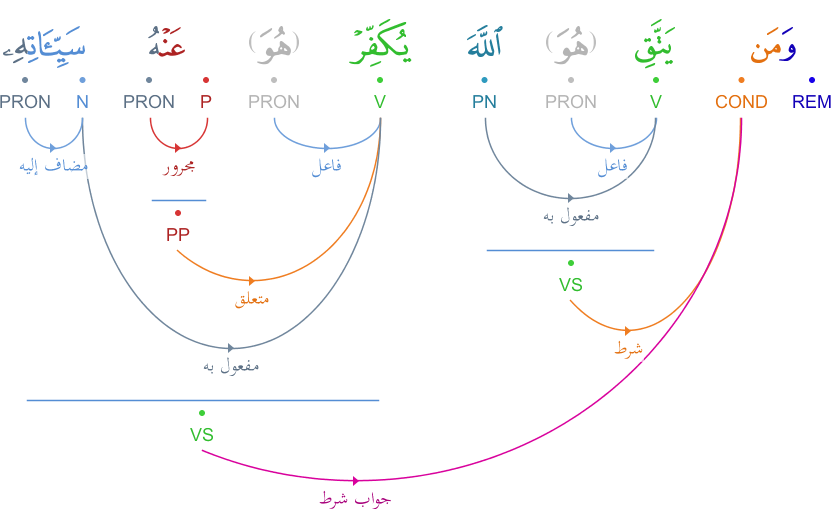 وَمَن يَتَّقِ (هُوَ) ٱللَّهَ يُكَفِّرْ (هُوَ) عَنْهُ سَيِّـَٔاتِهِۦ
REM COND V PRON PN V PRON P PRON N PRON
فاعل فاعل مجرور مضاف إليه
مفعول به
PP
VS
متعلق
شرط
مفعول به
VS
جواب شرط